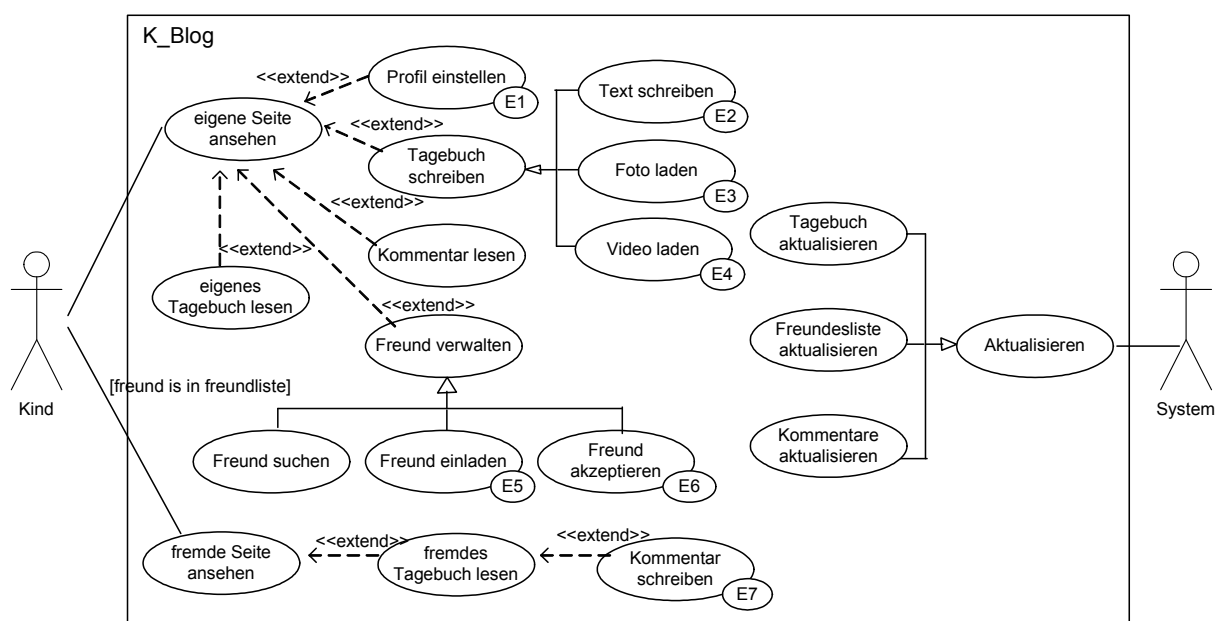 K_Blog
<<extend>>
Profil einstellen
E1
eigene Seite
ansehen
<<extend>>
Tagebuch
schreiben
Text schreiben
E2
Foto laden
E3
Video laden
E4
<<extend>>
Kommentar lesen
<<extend>>
eigenes
Tagebuch lesen
<<extend>>
Freund verwalten
Tagebuch
aktualisieren
Freundesliste
aktualisieren
Aktualisieren
Kommentare
aktualisieren
Kind
System
[freund is in freundliste]
Freund suchen
Freund einladen
E5
Freund
akzeptieren
E6
fremde Seite
ansehen
<<extend>>
fremdes
Tagebuch lesen
<<extend>>
Kommentar
schreiben
E7